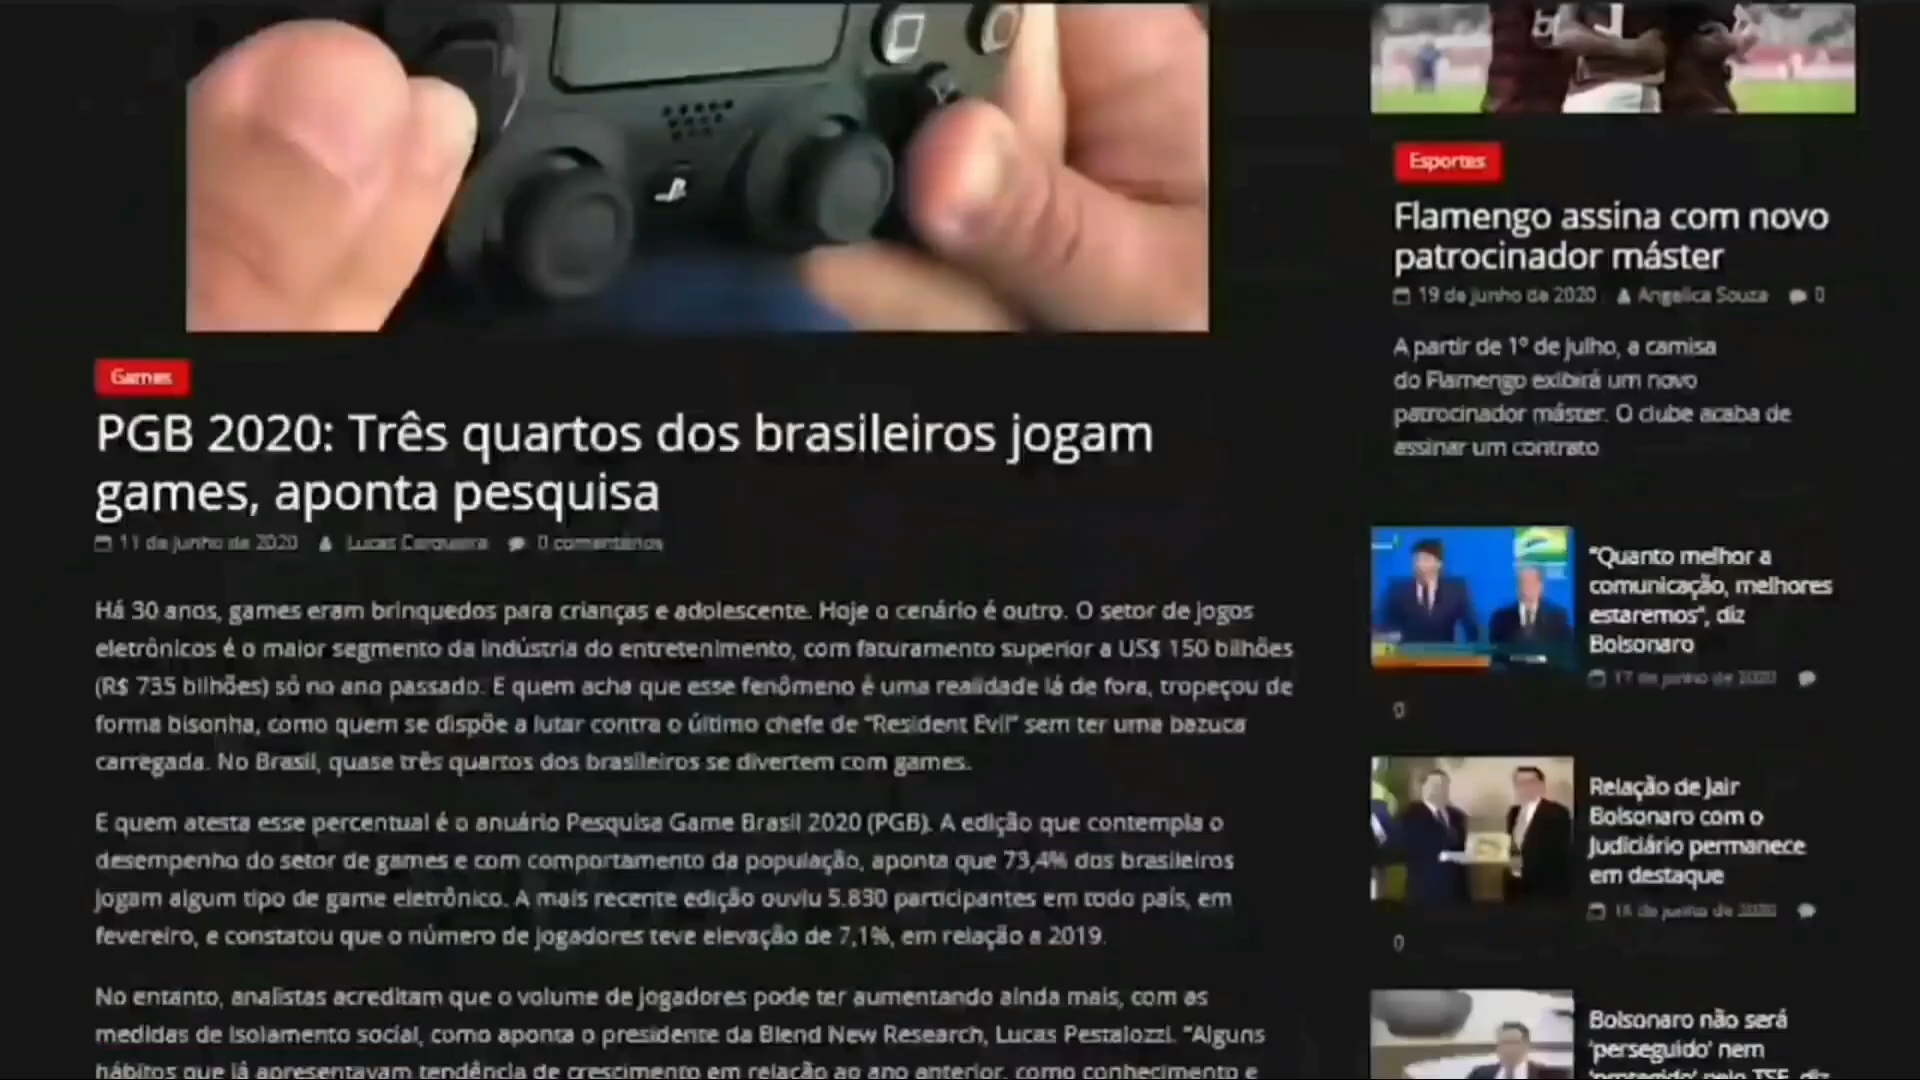 Games
PGB 2020: Três quartos dos brasileiros jogam
games, aponta pesquisa
11 de junho de 2020 Lucas Cerqueira 0 comentários
Há 30 anos, games eram brinquedos para crianças e adolescente. Hoje o cenário é outro. O setor de jogos
eletrônicos é o maior segmento da indústria do entretenimento, com faturamento superior a US$ 150 bilhões
(R$ 735 bilhões) só no ano passado. E quem acha que esse fenômeno é uma realidade lá de fora, tropeçou de
forma bisonha, como quem se dispõe a lutar contra o último chefe de "Resident Evil" sem ter uma bazuca
carregada. No Brasil, quase três quartos dos brasileiros se divertem com games.
E quem atesta esse percentual é o anuário Pesquisa Game Brasil 2020 (PGB). A edição que contempla o
desempenho do setor de games e com comportamento da população, aponta que 73,4% dos brasileiros
jogam algum tipo de game eletrônico. A mais recente edição ouviu 5.830 participantes em todo país, em
fevereiro, e constatou que o número de jogadores teve elevação de 7,1%, em relação a 2019.
No entanto, analistas acreditam que o volume de jogadores pode ter aumentando ainda mais, com as
medidas de isolamento social, como aponta o presidente da Blend New Research, Lucas Pestalozzi. "Alguns
hábitos que já apresentavam tendência de crescimento em relação ao ano anterior, como conhecimento e
Esportes
Flamengo assina com novo
patrocinador máster
19 de junho de 2020 Angelica Souza 0
A partir de 1º de julho, a camisa
do Flamengo exibirá um novo
patrocinador máster. O clube acaba de
assinar um contrato
"Quanto melhor a
comunicação, melhores
estaremos", diz
Bolsonaro
17 de junho de 2020
0
Relação de Jair
Bolsonaro com o
Judiciário permanece
em destaque
16 de junho de 2020
0
Bolsonaro não será
'perseguido' nem
'protegido' pelo TSE, diz